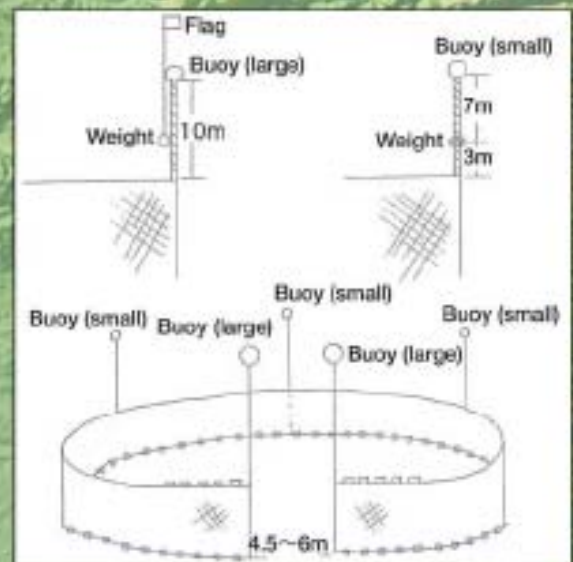 Flag
Buoy (large)
Weight
10m
Buoy (small)
7m
3m
Buoy (small)
Buoy (small)
Buoy (large)
Buoy (small)
Buoy (large)
4.5~6m